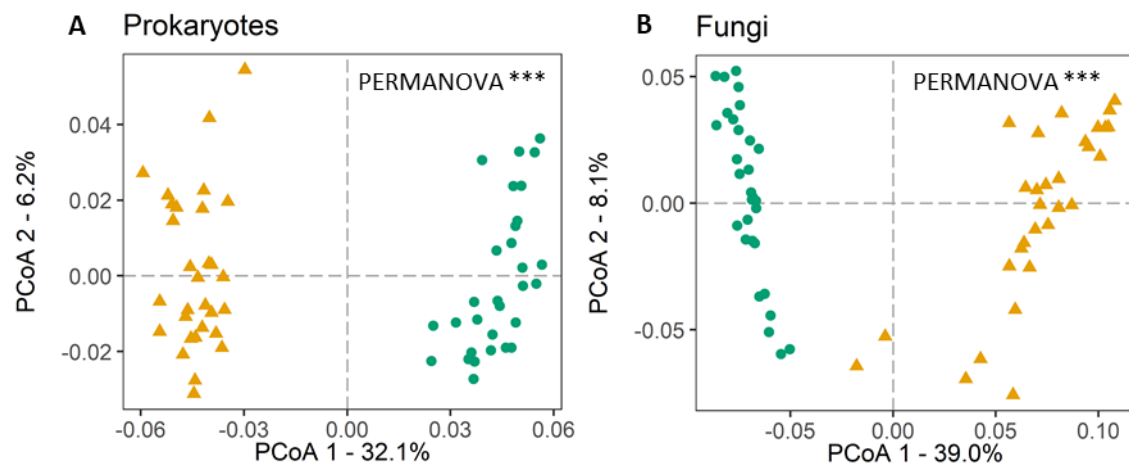 A Prokaryotes
PERMANOVA ***
0.04
0.02
0.00
-0.02
PCoA 2 - 6.2%
-0.06 -0.03 0.00 0.03 0.06
PCoA 1 - 32.1%
B Fungi
PERMANOVA ***
0.05
0.00
-0.05
PCoA 2 - 8.1%
-0.05 0.00 0.05 0.10
PCoA 1 - 39.0%